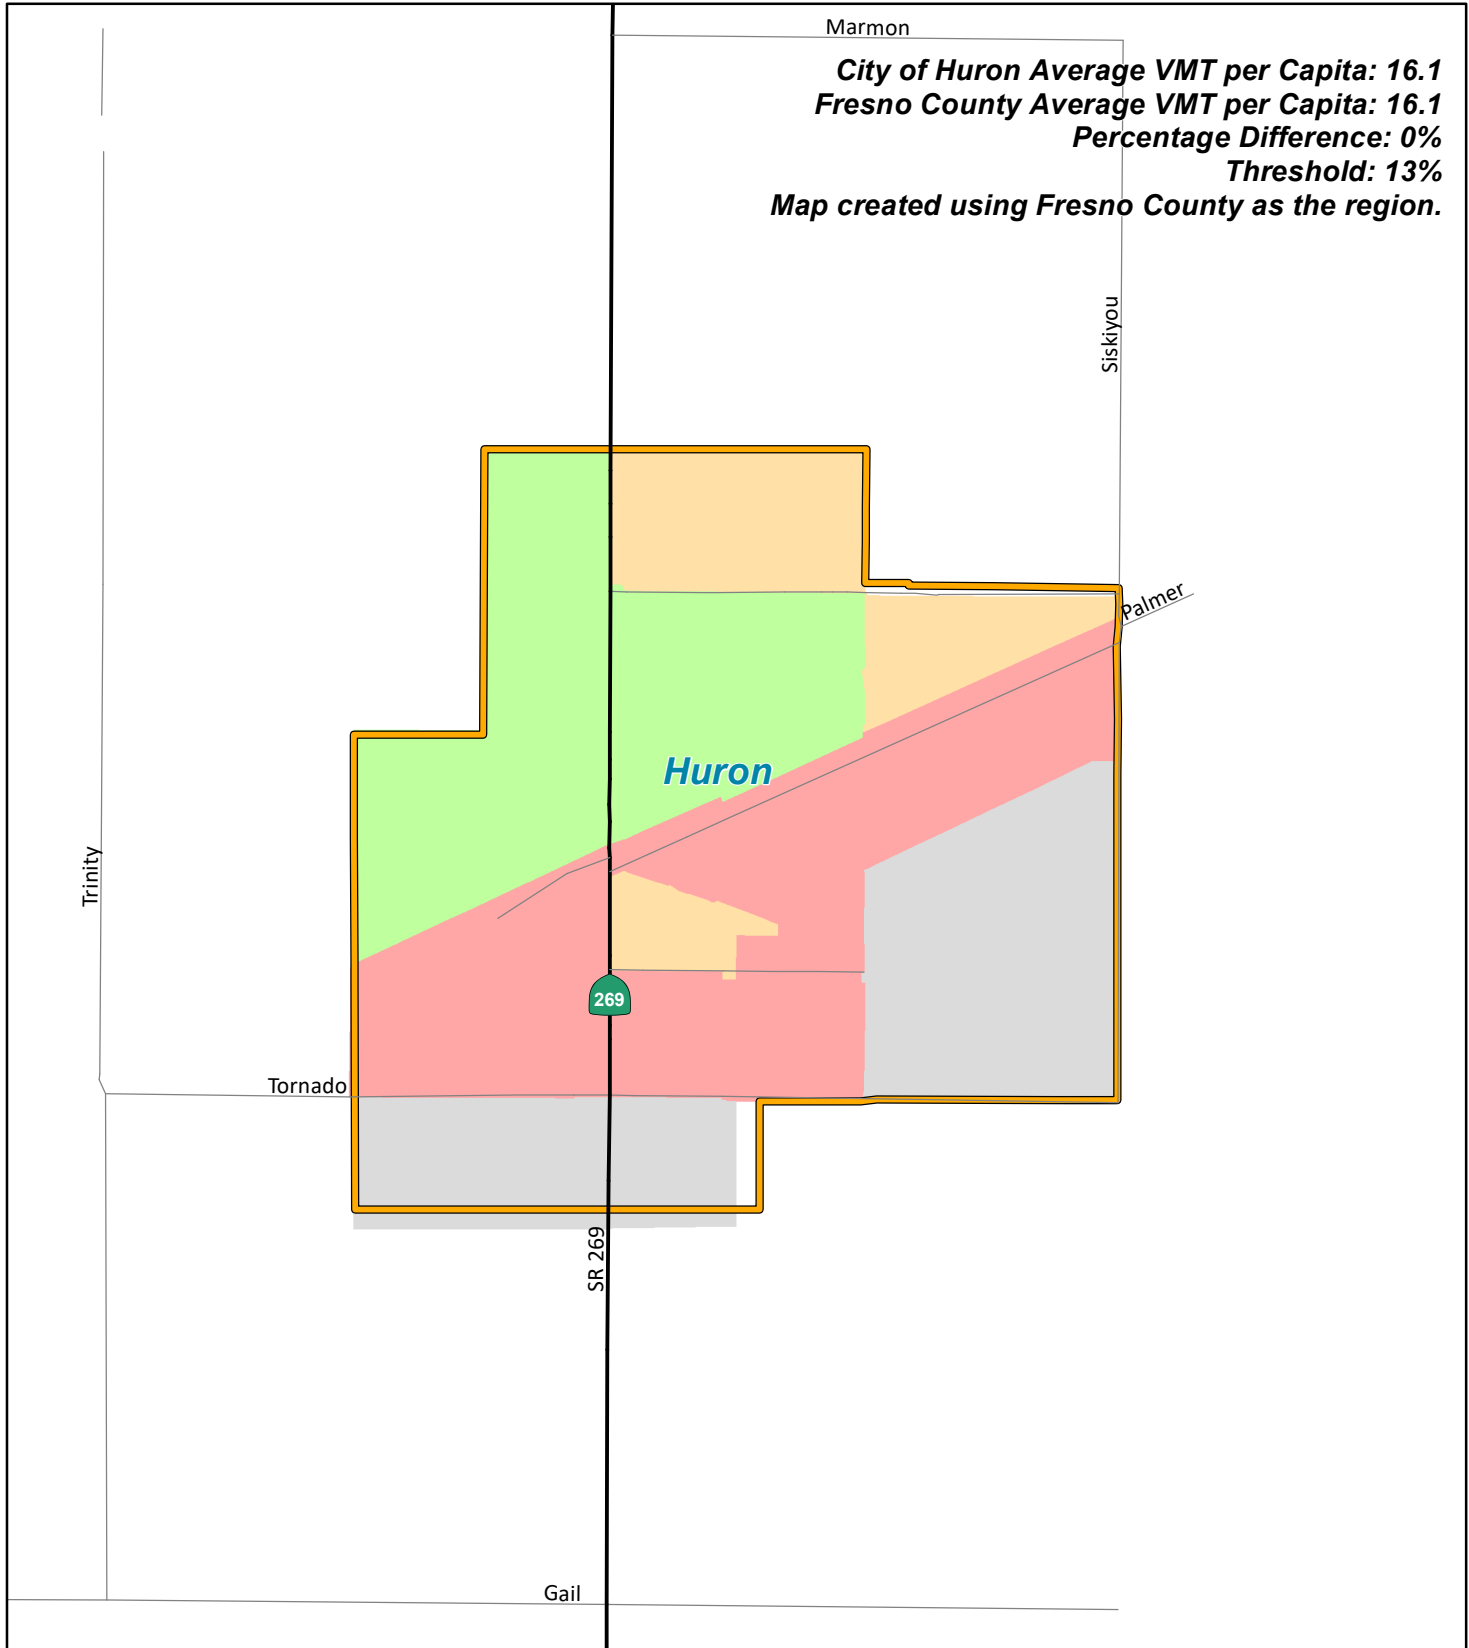 Marmon
City of Huron Average VMT per Capita: 16.1
Fresno County Average VMT per Capita: 16.1
Percentage Difference: 0%
Threshold: 13%
Map created using Fresno County as the region.
Siskiyou
Palmer
Huron
Trinity
269
Tornado
SR 269
Gail